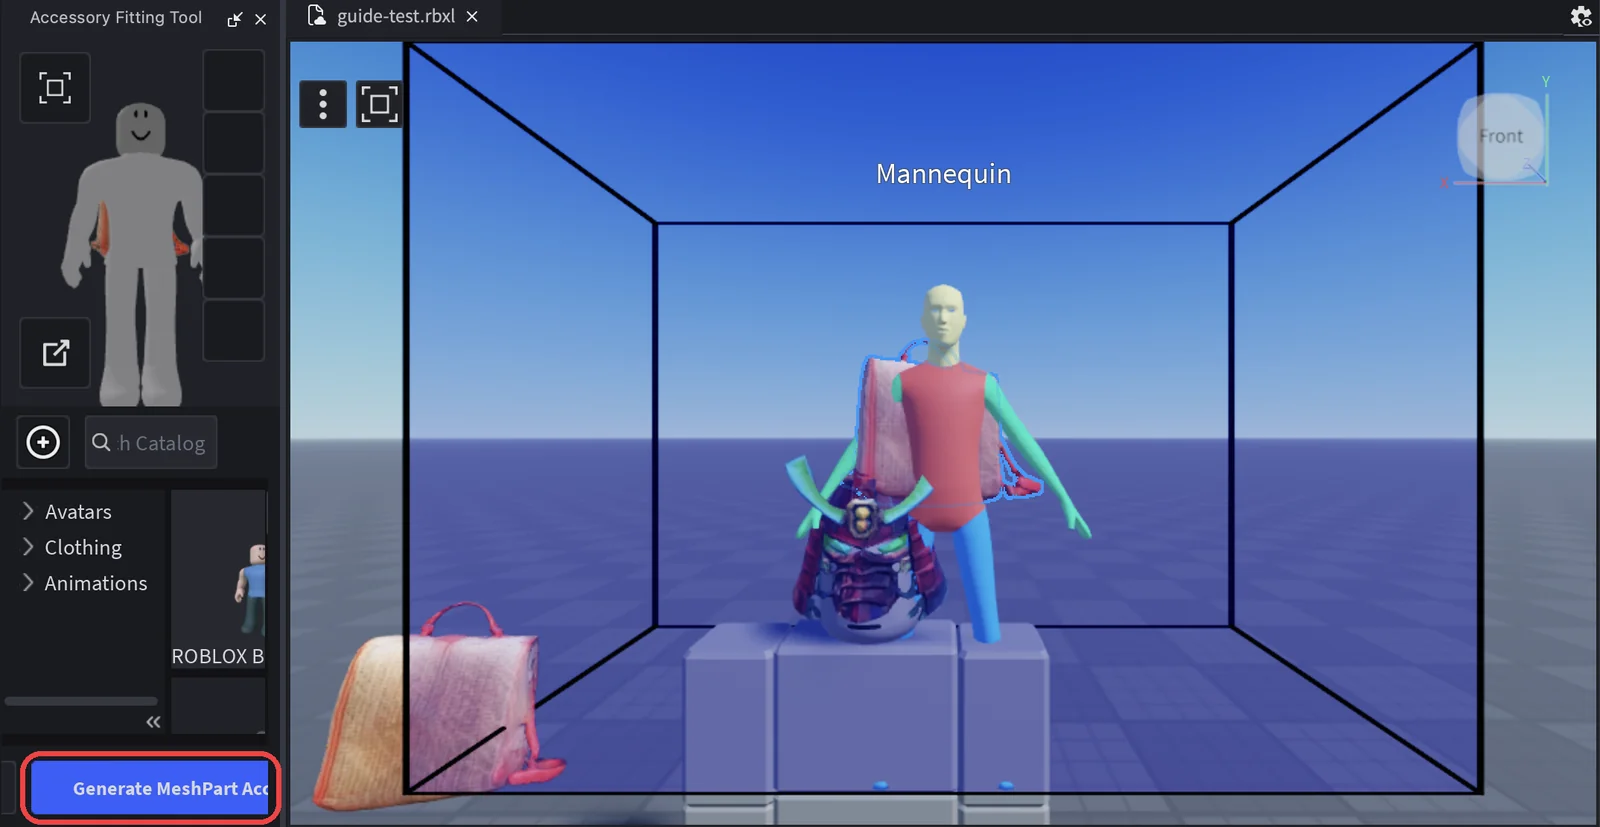 Accessory Fitting Tool
guide-test.rbxl
Mannequin
Front
Y
X
Z
h Catalog
Avatars
Clothing
Animations
ROBLOX B
Generate MeshPart Acc